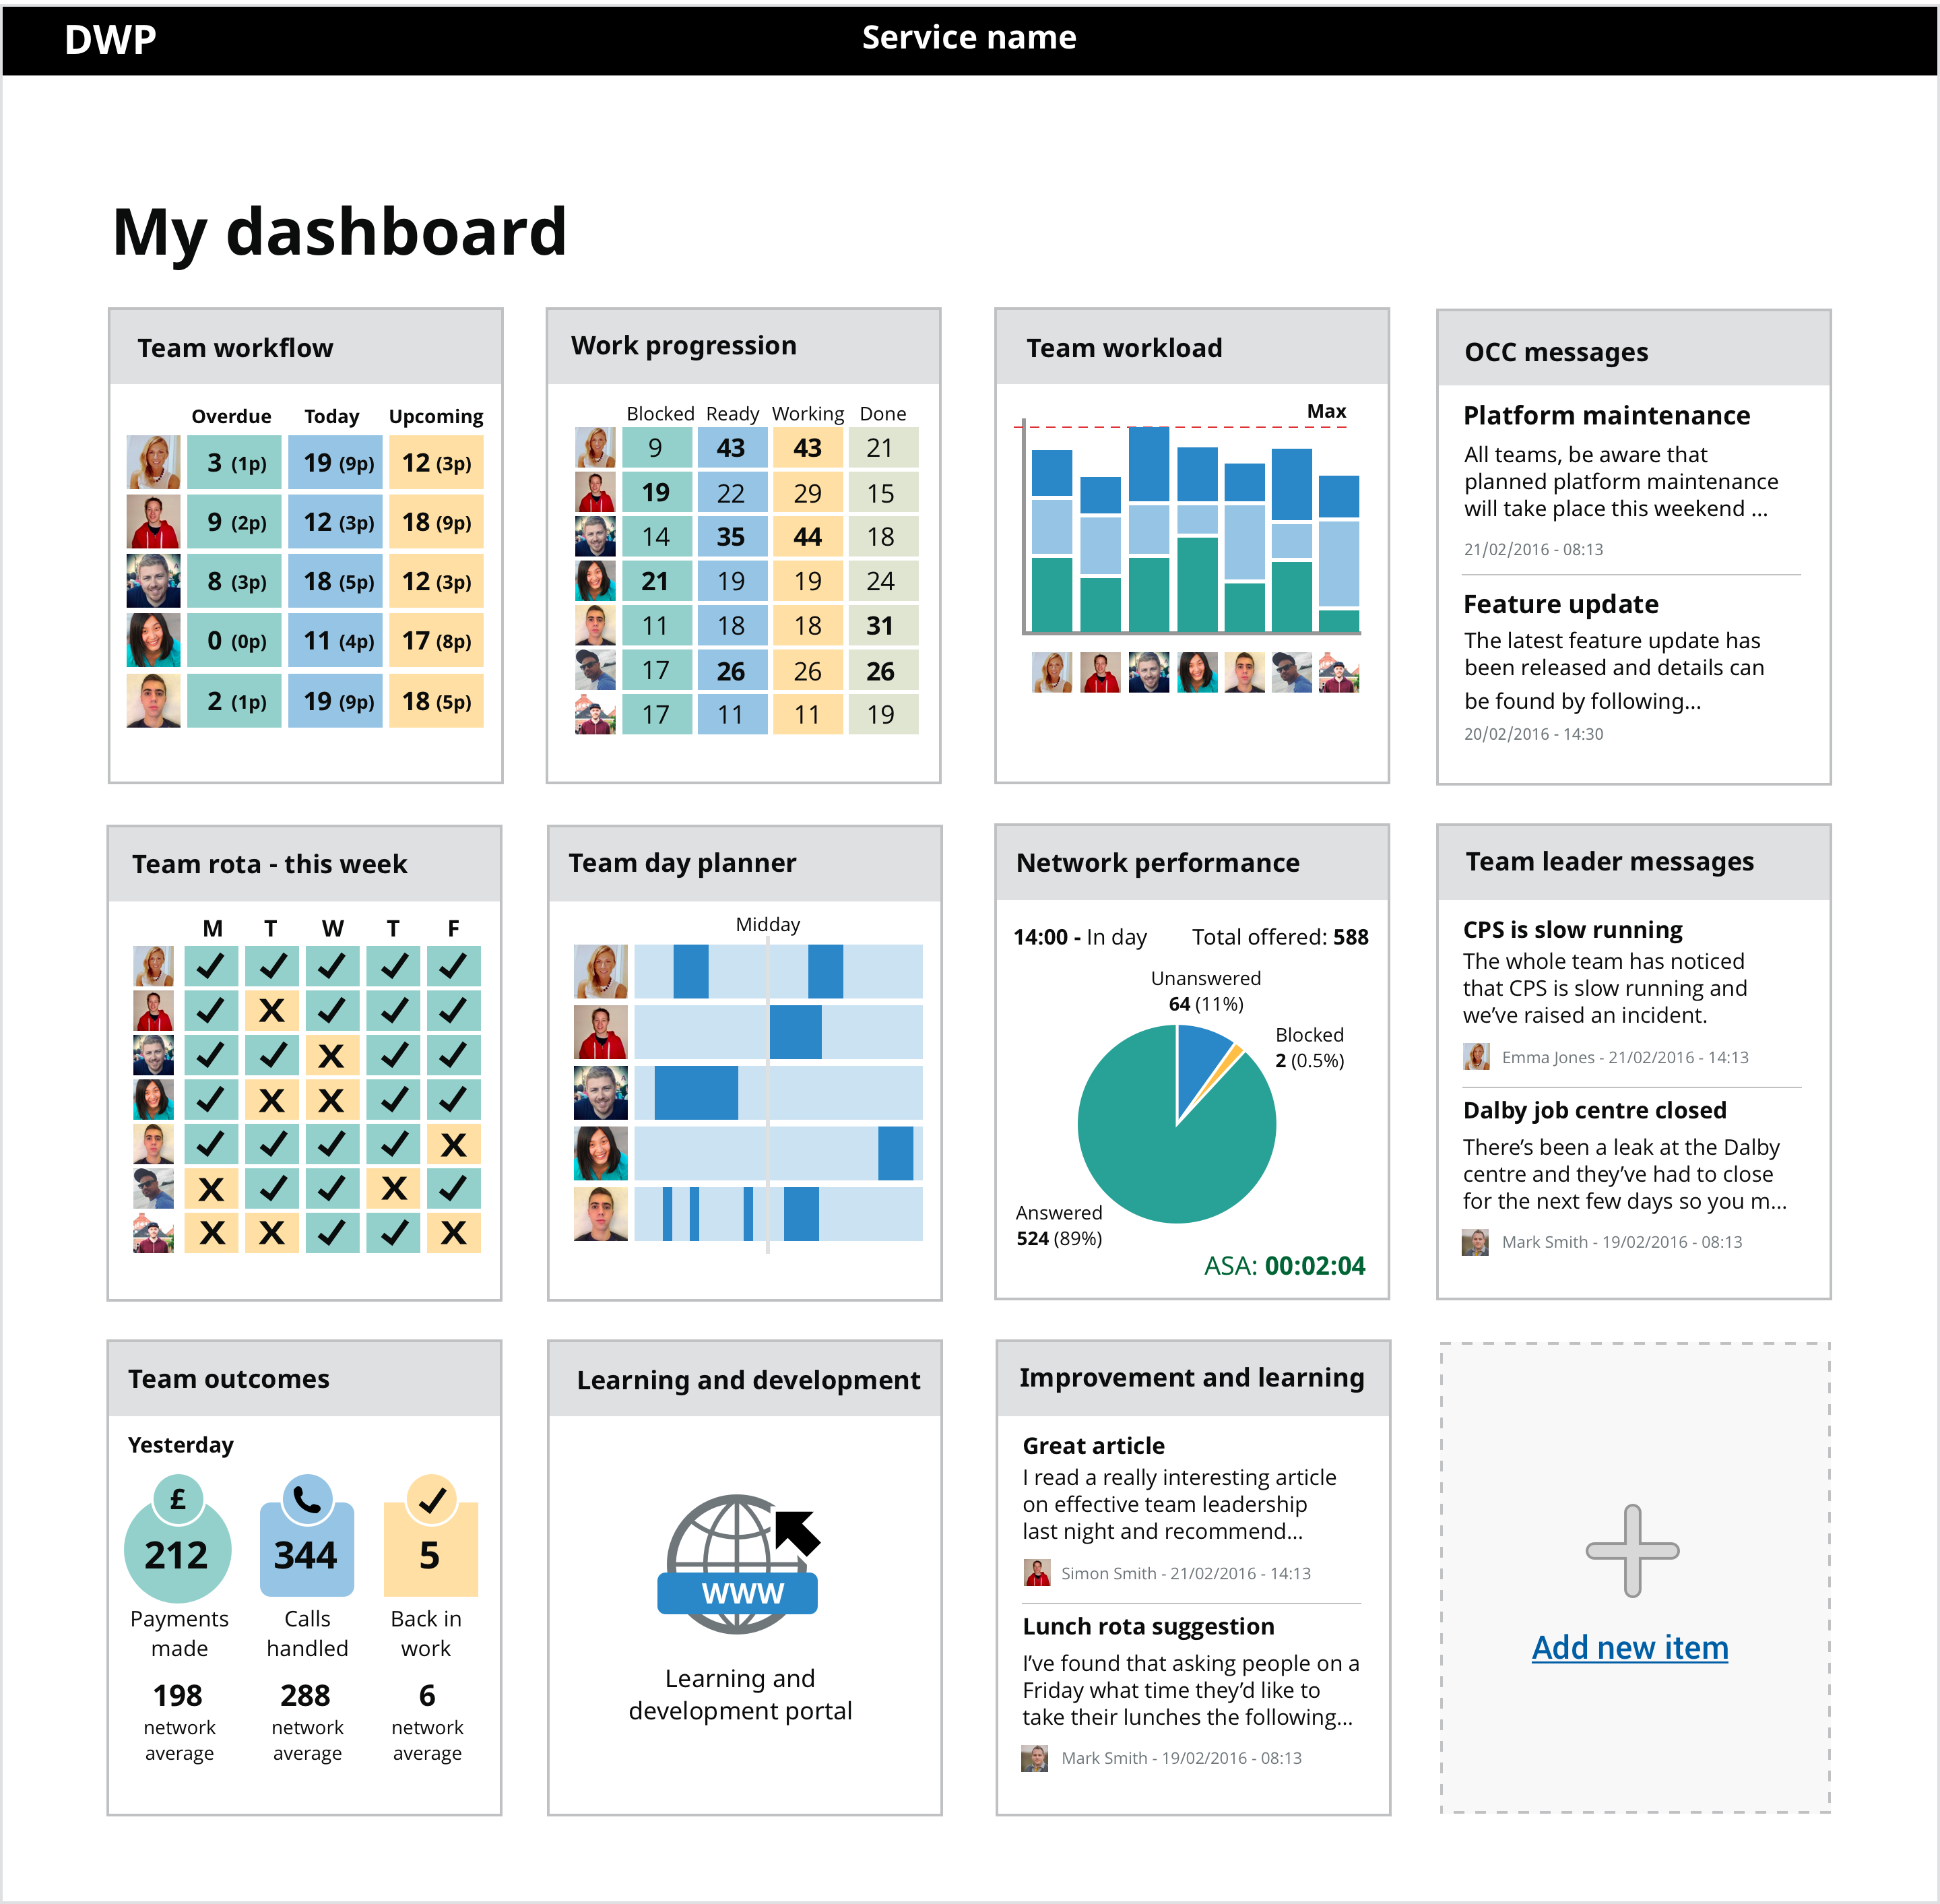 DWP
Service name
My dashboard
Team workflow
Overdue Today Upcoming
3 (1p) 19 (9p) 12 (3p)
9 (2p) 12 (3p) 18 (9p)
8 (3p) 18 (5p) 12 (3p)
0 (0p) 11 (4p) 17 (8p)
2 (1p) 19 (9p) 18 (5p)
Work progression
Blocked Ready Working Done
9 43 43 21
19 22 29 15
14 35 44 18
21 19 19 24
11 18 18 31
17 26 26 26
17 11 11 19
Team workload
Max
OCC messages
Platform maintenance
All teams, be aware that
planned platform maintenance
will take place this weekend ...
21/02/2016 - 08:13
Feature update
The latest feature update has
been released and details can
be found by following...
20/02/2016 - 14:30
Team rota - this week
M T W T F
X
X
X X
X
X X
X X X
Team day planner
Midday
Network performance
14:00 - In day Total offered: 588
Unanswered
64 (11%)
Blocked
2 (0.5%)
Answered
524 (89%)
ASA: 00:02:04
Team leader messages
CPS is slow running
The whole team has noticed
that CPS is slow running and
we’ve raised an incident.
Emma Jones - 21/02/2016 - 14:13
Dalby job centre closed
There’s been a leak at the Dalby
centre and they’ve had to close
for the next few days so you m...
Mark Smith - 19/02/2016 - 08:13
Team outcomes
Yesterday
£
212 344 5
Payments made
Calls handled
Back in work
198 network average
288 network average
6 network average
Learning and development
WWW
Learning and
development portal
Improvement and learning
Great article
I read a really interesting article
on effective team leadership
last night and recommend...
Simon Smith - 21/02/2016 - 14:13
Lunch rota suggestion
I’ve found that asking people on a
Friday what time they’d like to
take their lunches the following...
Mark Smith - 19/02/2016 - 08:13
Add new item